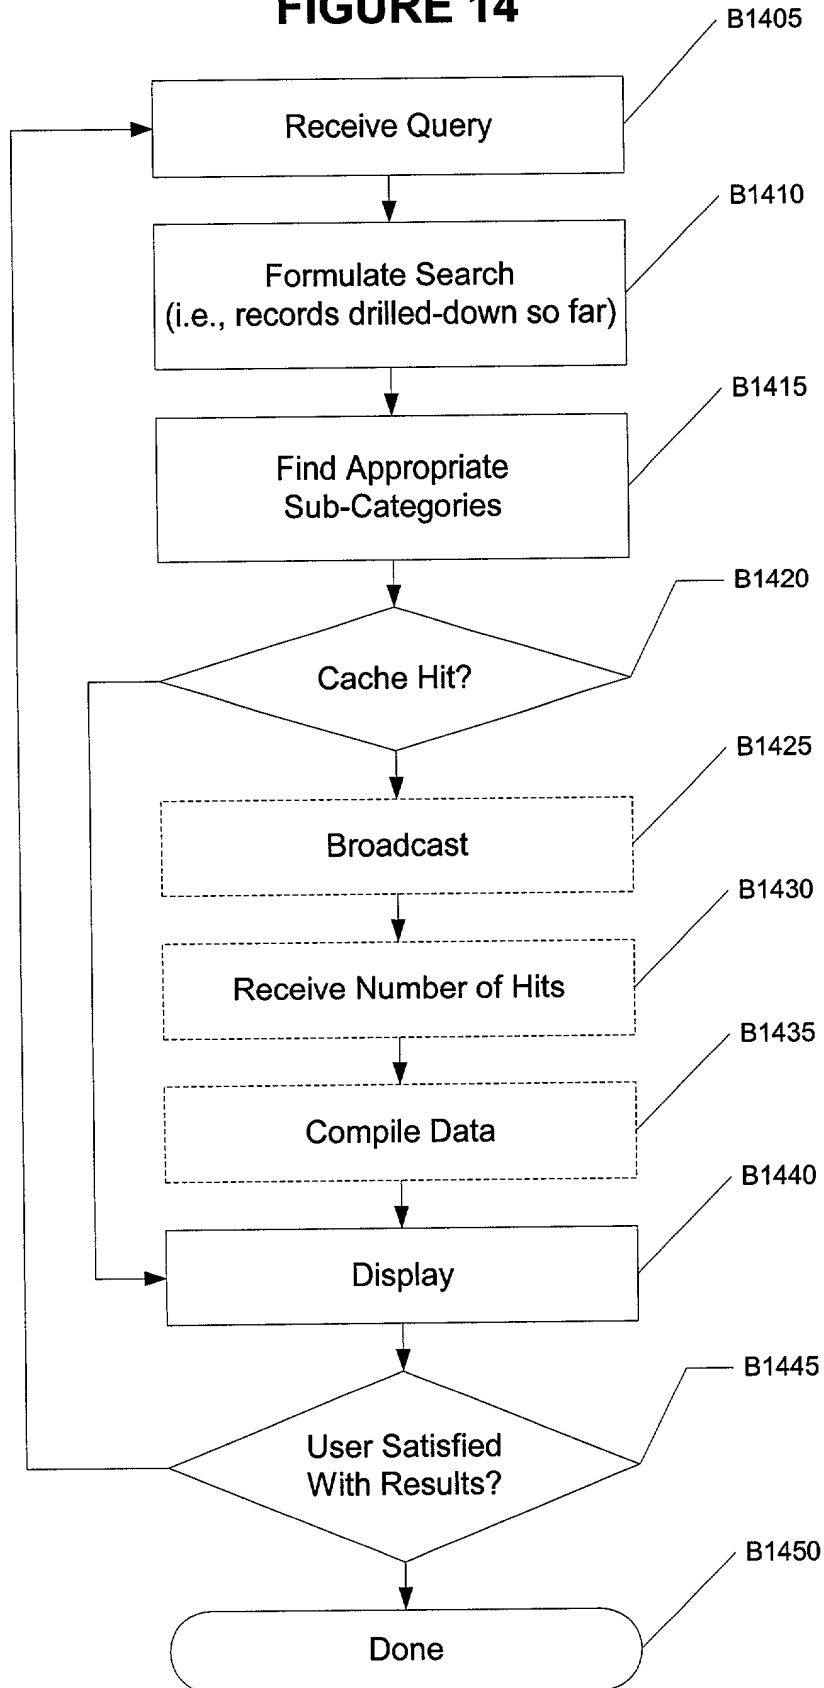 FIGURE 14
B1405
Receive Query
B1410
Formulate Search
(i.e., records drilled-down so far)
B1415
Find Appropriate
Sub-Categories
B1420
Cache Hit?
B1425
Broadcast
B1430
Receive Number of Hits
B1435
Compile Data
B1440
Display
B1445
User Satisfied
With Results?
B1450
Done